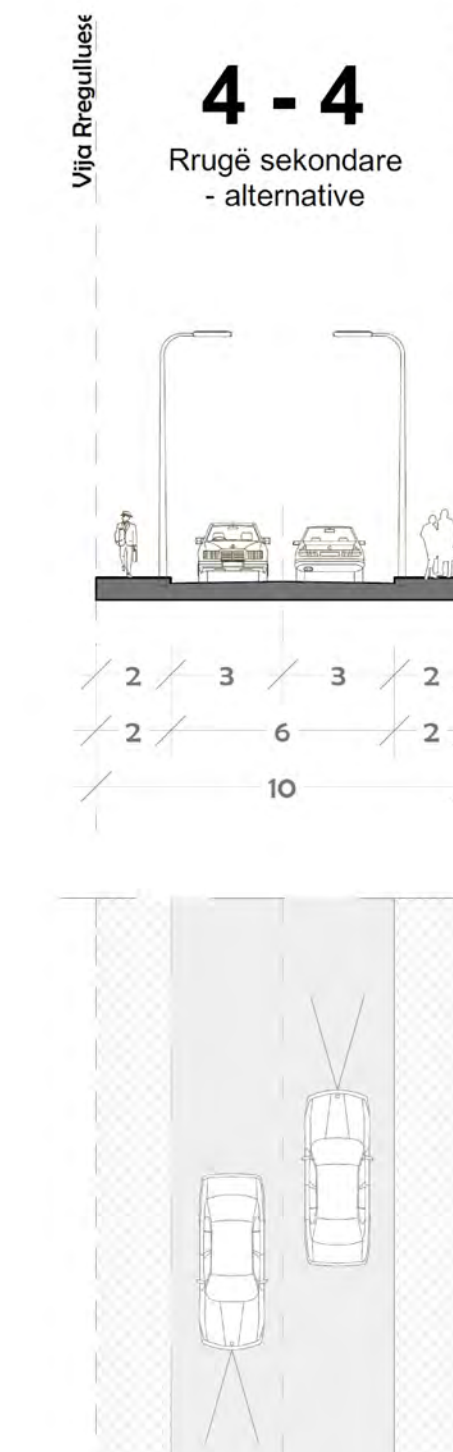 Vija Rregulluese
4 - 4
Rrugë sekondare
- alternative
2 3 3 2
2 6 2
10